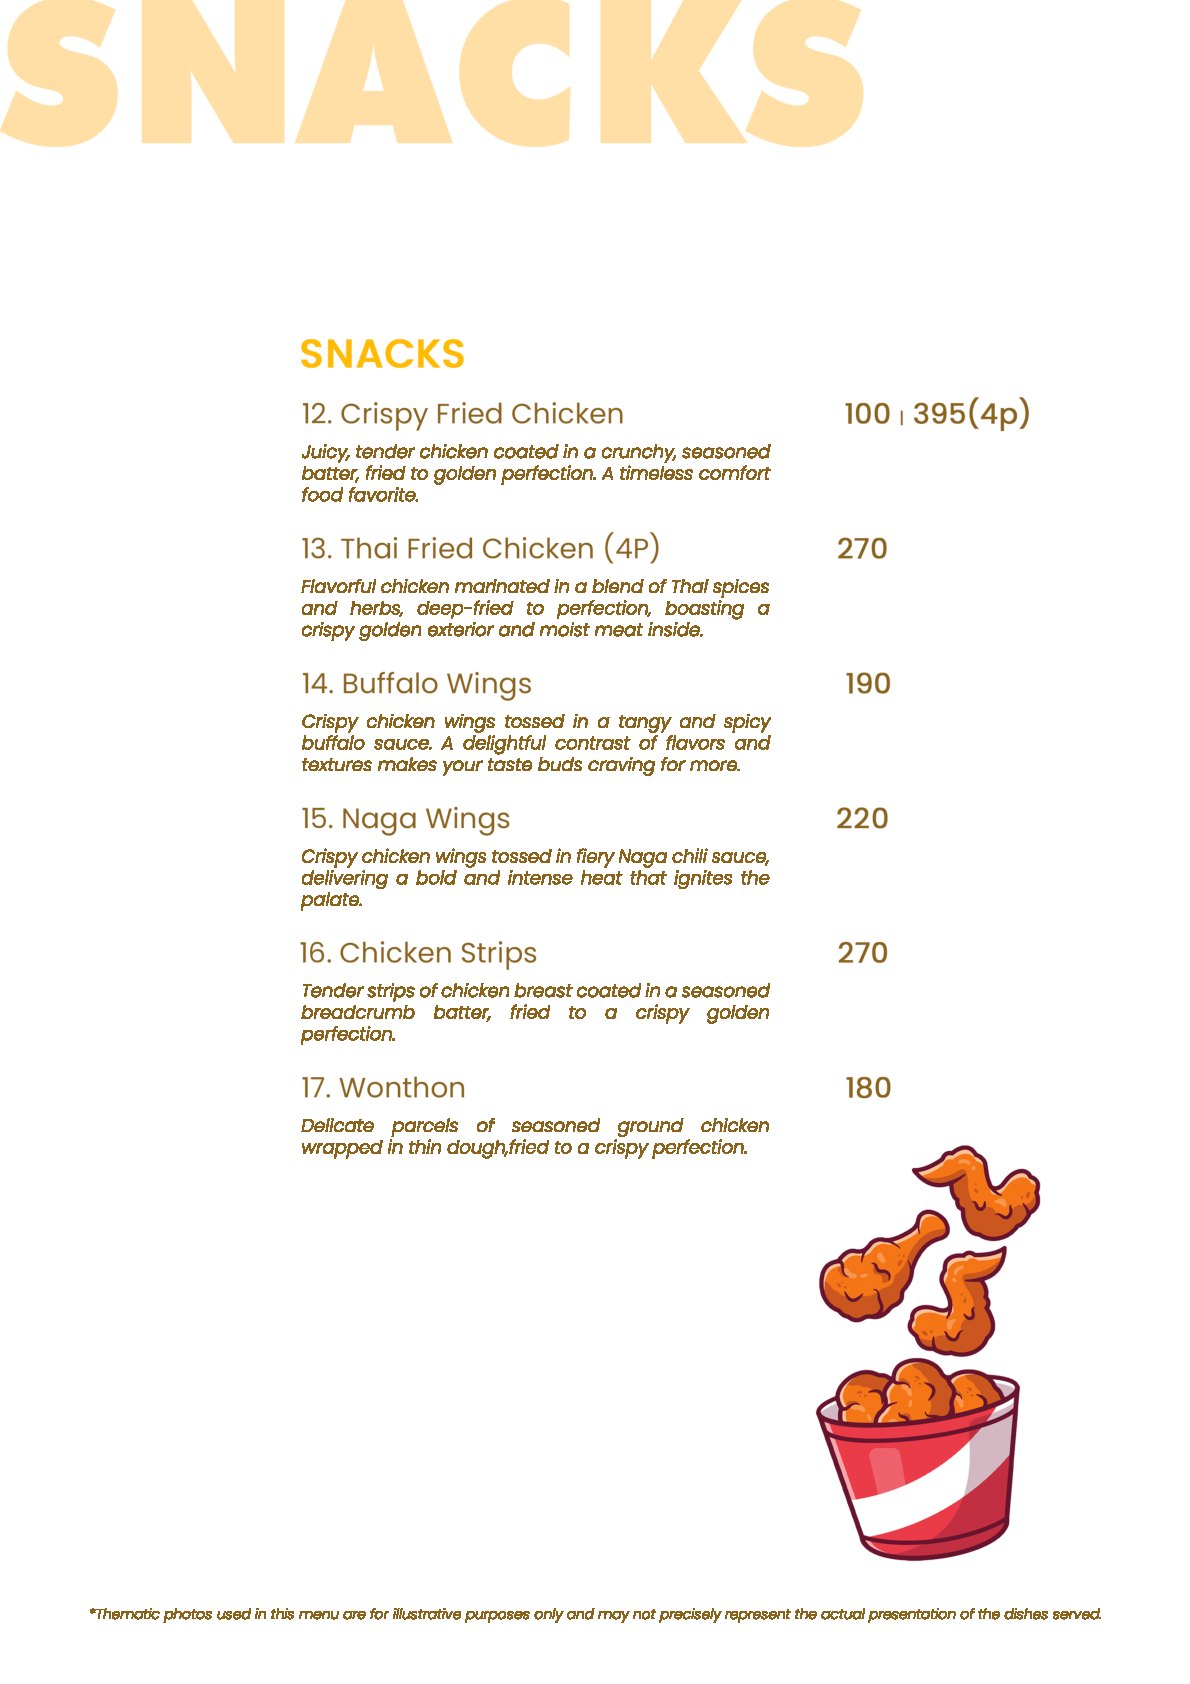 SNACKS
SNACKS
12. Crispy Fried Chicken 100 | 395(4p)
Juicy, tender chicken coated in a crunchy, seasoned
batter, fried to golden perfection. A timeless comfort
food favorite.
13. Thai Fried Chicken (4P) 270
Flavorful chicken marinated in a blend of Thai spices
and herbs, deep-fried to perfection, boasting a
crispy golden exterior and moist meat inside.
14. Buffalo Wings 190
Crispy chicken wings tossed in a tangy and spicy
buffalo sauce. A delightful contrast of flavors and
textures makes your taste buds craving for more.
15. Naga Wings 220
Crispy chicken wings tossed in fiery Naga chili sauce,
delivering a bold and intense heat that ignites the
palate.
16. Chicken Strips 270
Tender strips of chicken breast coated in a seasoned
breadcrumb batter, fried to a crispy golden
perfection.
17. Wonthon 180
Delicate parcels of seasoned ground chicken
wrapped in thin dough,fried to a crispy perfection.
*Thematic photos used in this menu are for illustrative purposes only and may not precisely represent the actual presentation of the dishes served.